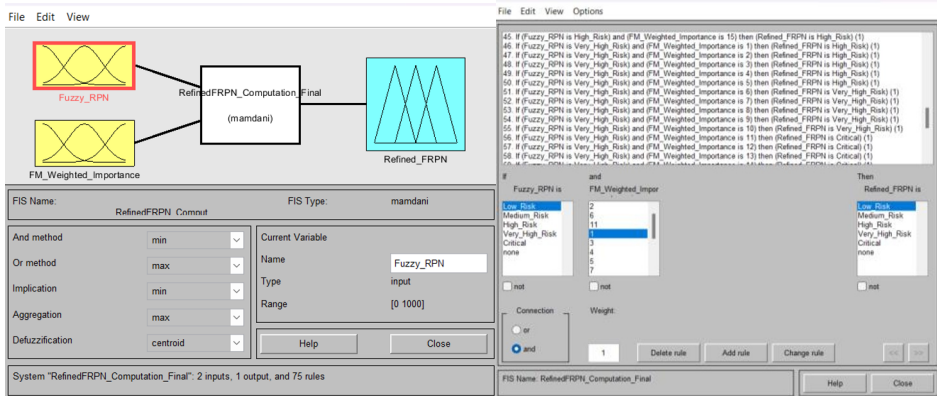 File Edit View
Fuzzy_RPN
FM_Weighted_Importance
RefinedFRPN_Computation_Final
(mamdani)
Refined_FRPN
FIS Name:
RefinedFRPN_Comput
FIS Type:
mamdani
And method
min
Or method
max
Implication
min
Aggregation
max
Defuzzification
centroid
Current Variable
Name
Fuzzy_RPN
Type
input
Range
[0 1000]
Help
Close
System "RefinedFRPN_Computation_Final": 2 inputs, 1 output, and 75 rules
File Edit View Options
45. If (Fuzzy_RPN is High_Risk) and (FM_Weighted_Importance is 15) then (Refined_FRPN is High_Risk) (1)
46. If (Fuzzy_RPN is Very_High_Risk) and (FM_Weighted_Importance is 1) then (Refined_FRPN is High_Risk) (1)
47. If (Fuzzy_RPN is Very_High_Risk) and (FM_Weighted_Importance is 2) then (Refined_FRPN is High_Risk) (1)
48. If (Fuzzy_RPN is Very_High_Risk) and (FM_Weighted_Importance is 3) then (Refined_FRPN is High_Risk) (1)
49. If (Fuzzy_RPN is Very_High_Risk) and (FM_Weighted_Importance is 4) then (Refined_FRPN is High_Risk) (1)
50. If (Fuzzy_RPN is Very_High_Risk) and (FM_Weighted_Importance is 5) then (Refined_FRPN is High_Risk) (1)
51. If (Fuzzy_RPN is Very_High_Risk) and (FM_Weighted_Importance is 6) then (Refined_FRPN is Very_High_Risk) (1)
52. If (Fuzzy_RPN is Very_High_Risk) and (FM_Weighted_Importance is 7) then (Refined_FRPN is Very_High_Risk) (1)
52. If (Fuzzy_RPN is Very_High_Risk) and (FM_Weighted_Importance is 8) then (Refined_FRPN is Very_High_Risk) (1)
54. If (Fuzzy_RPN is Very_High_Risk) and (FM_Weighted_Importance is 9) then (Refined_FRPN is Very_High_Risk) (1)
55. If (Fuzzy_RPN is Very_High_Risk) and (FM_Weighted_Importance is 10) then (Refined_FRPN is Very_High_Risk) (1)
56. If (Fuzzy_RPN is Very_High_Risk) and (FM_Weighted_Importance is 11) then (Refined_FRPN is Critical) (1)
57. If (Fuzzy_RPN is Very_High_Risk) and (FM_Weighted_Importance is 12) then (Refined_FRPN is Critical) (1)
58. If (Fuzzy_RPN is Very_High_Risk) and (FM_Weighted_Importance is 13) then (Refined_FRPN is Critical) (1)
If
and
Then
Fuzzy_RPN is
FM_Weighted_Impor
Refined_FRPN is
Low_Risk
Medium_Risk
High_Risk
Very_High_Risk
Critical
none
2
6
11
1
3
4
5
7
Low_Risk
Medium_Risk
High_Risk
Very_High_Risk
Critical
none
not
not
not
Connection
or
and
Weight:
1
Delete rule
Add rule
Change rule
<<
>>
FIS Name: RefinedFRPN_Computation_Final
Help
Close